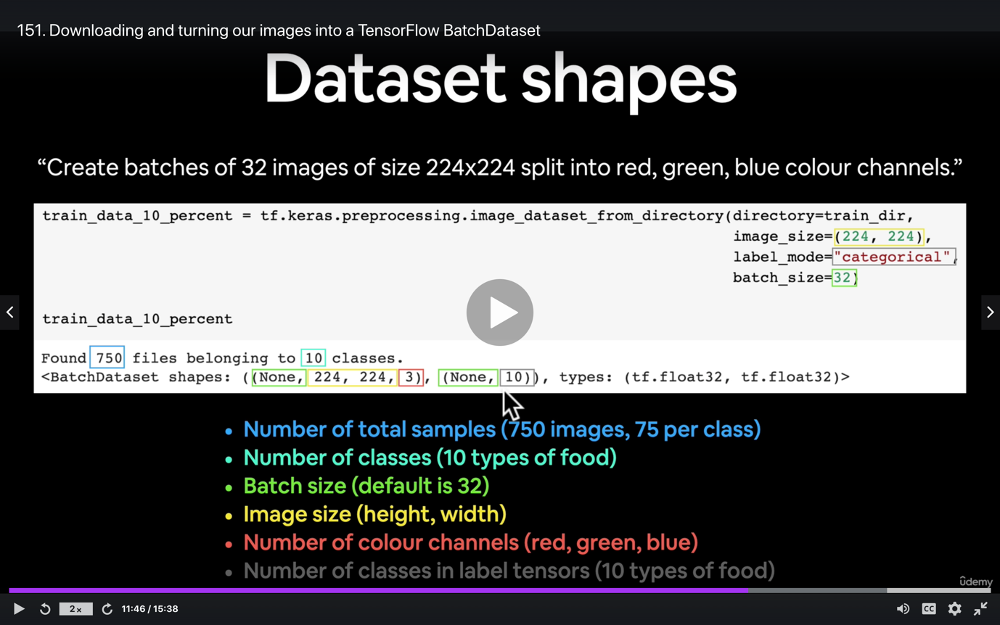 151. Downloading and turning our images into a TensorFlow BatchDataset
Dataset shapes
“Create batches of 32 images of size 224x224 split into red, green, blue colour channels.”
train_data_10_percent = tf.keras.preprocessing.image_dataset_from_directory(directory=train_dir,
image_size=(224, 224),
label_mode="categorical",
batch_size=32)
train_data_10_percent
Found 750 files belonging to 10 classes.
<BatchDataset shapes: ((None, 224, 224, 3), (None, 10)), types: (tf.float32, tf.float32)>
• Number of total samples (750 images, 75 per class)
• Number of classes (10 types of food)
• Batch size (default is 32)
• Image size (height, width)
• Number of colour channels (red, green, blue)
• Number of classes in label tensors (10 types of food)
ûdemy
2x 11:46 / 15:38 CC